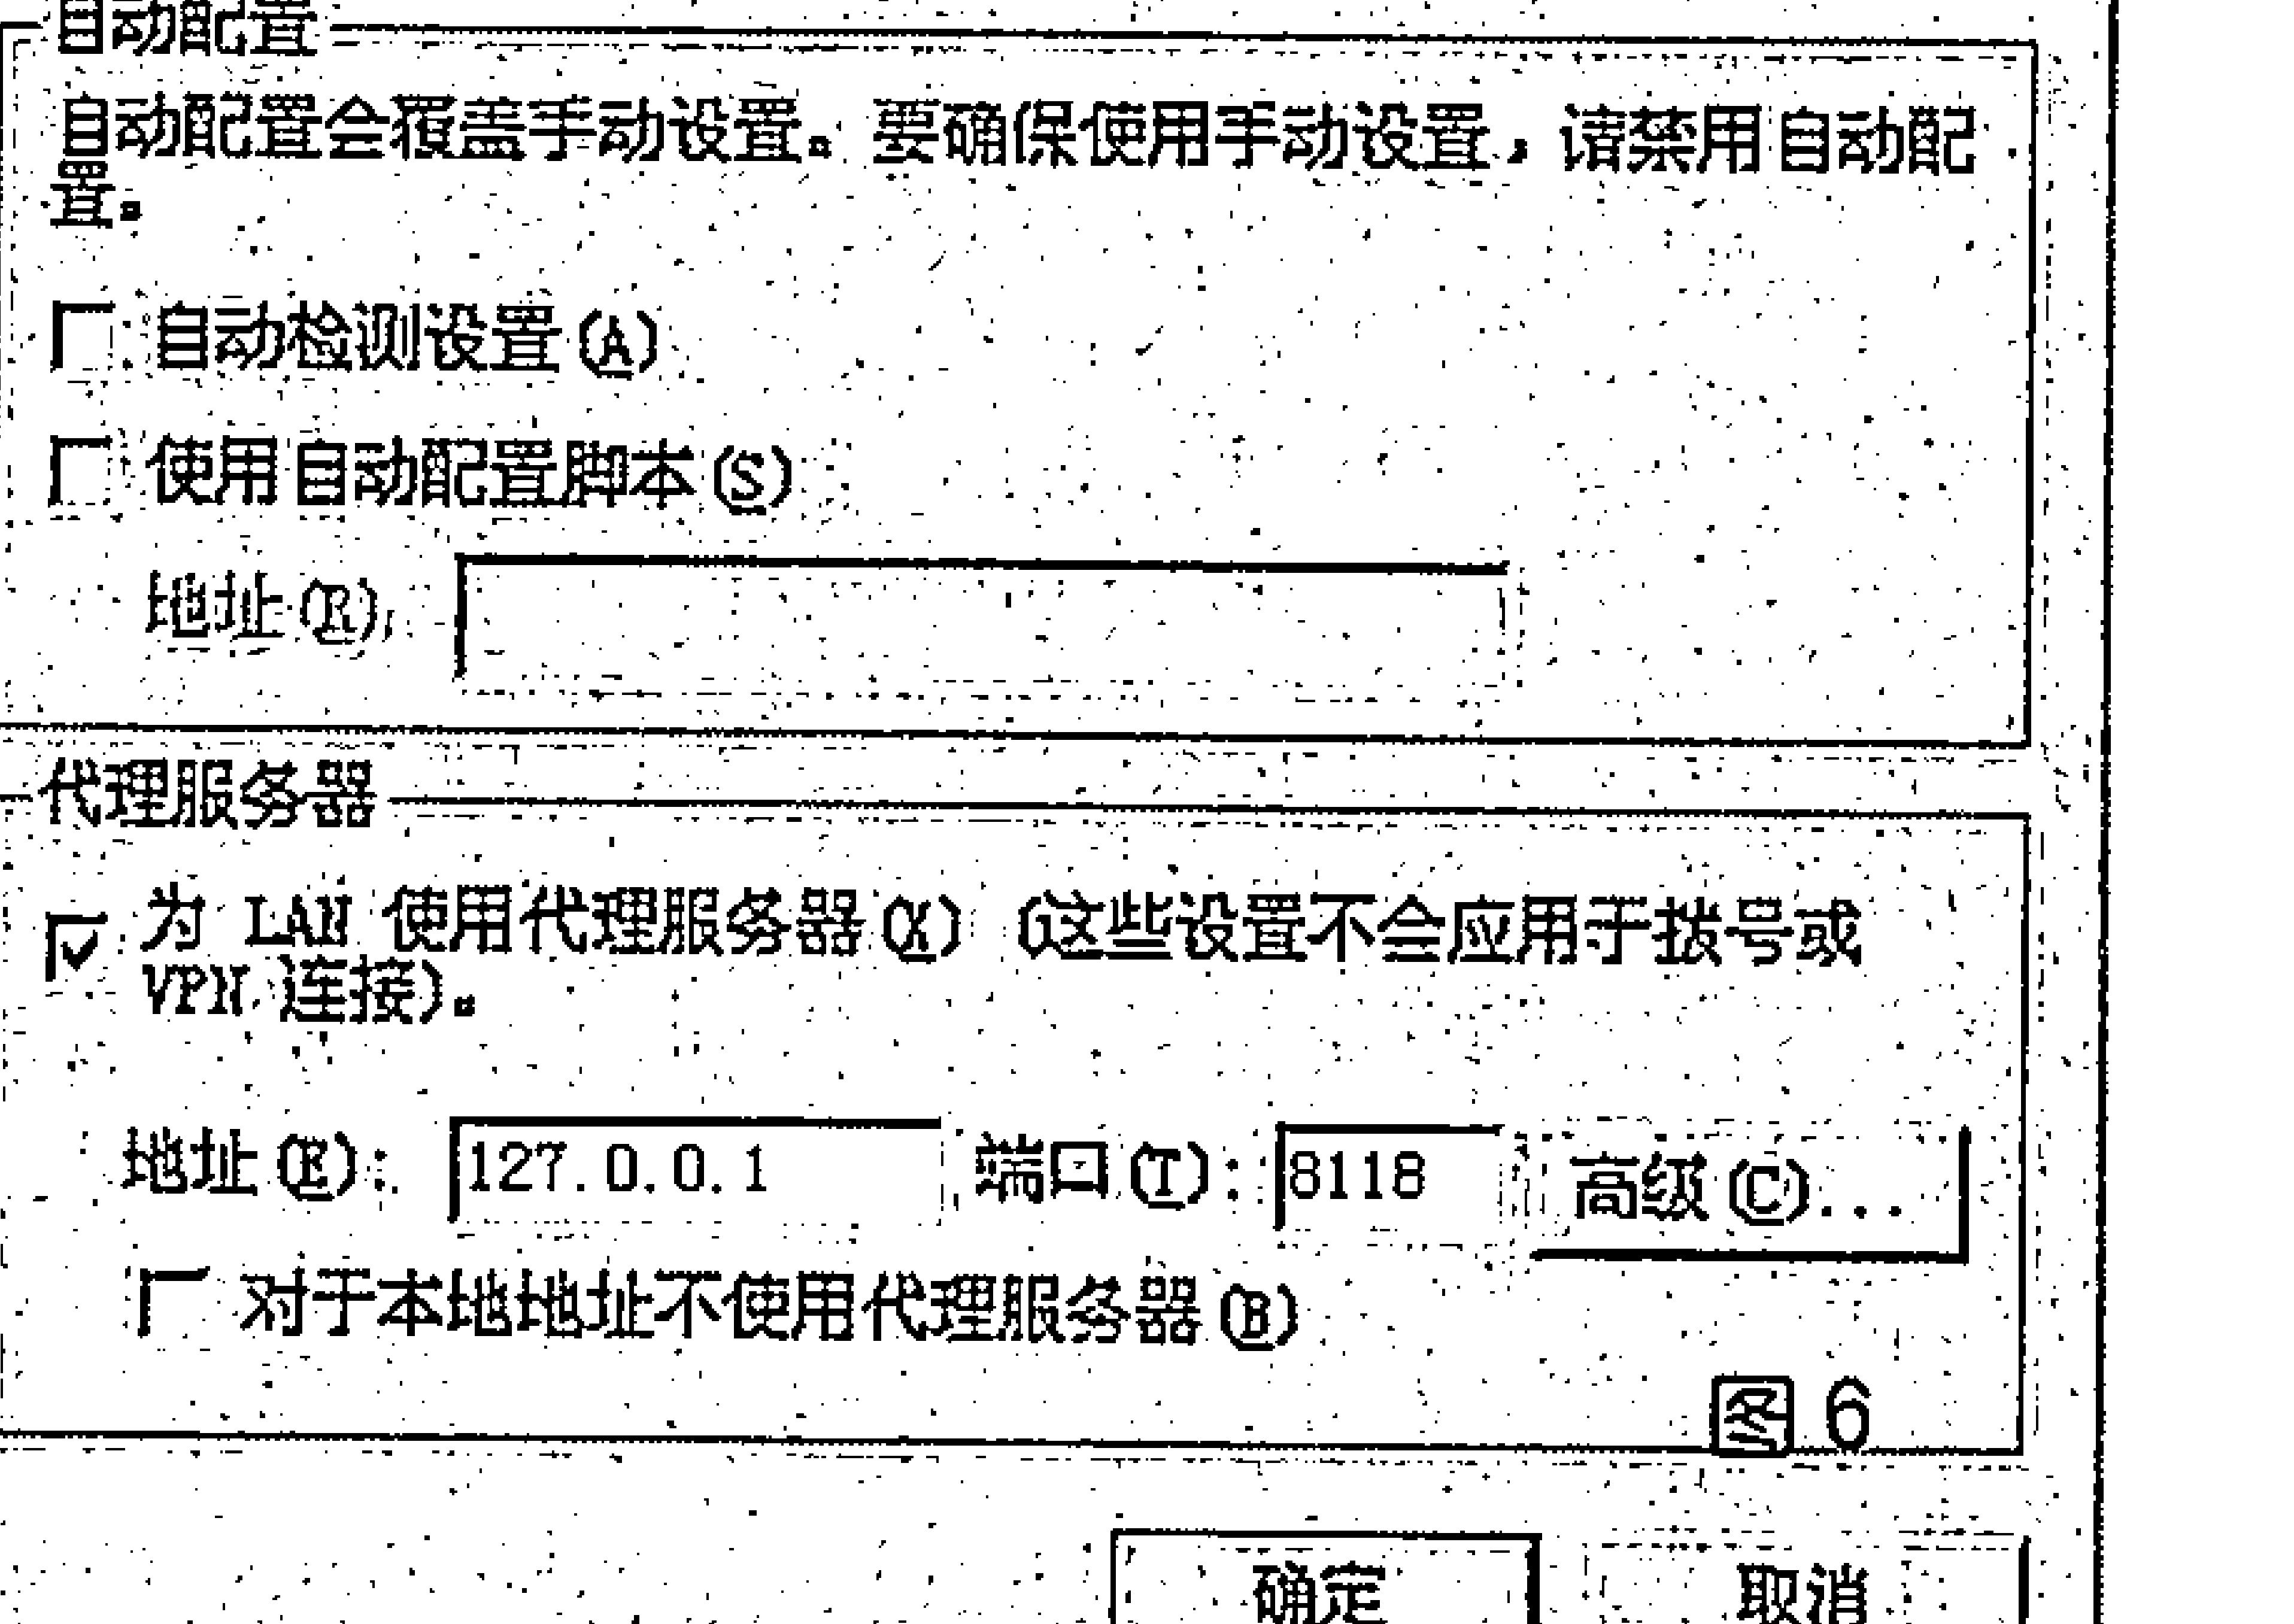 自动配置
自动配置会覆盖手动设置。要确保使用手动设置，请禁用自动配
置。
自动检测设置(A)
使用自动配置脚本(S)
地址(R)
代理服务器
为 LAN 使用代理服务器(X) (这些设置不会应用于拨号或
VPN 连接)。
地址(E): 127.0.0.1 端口(T): 8118 高级(C)...
对于本地地址不使用代理服务器(B)
图 6
确定 取消